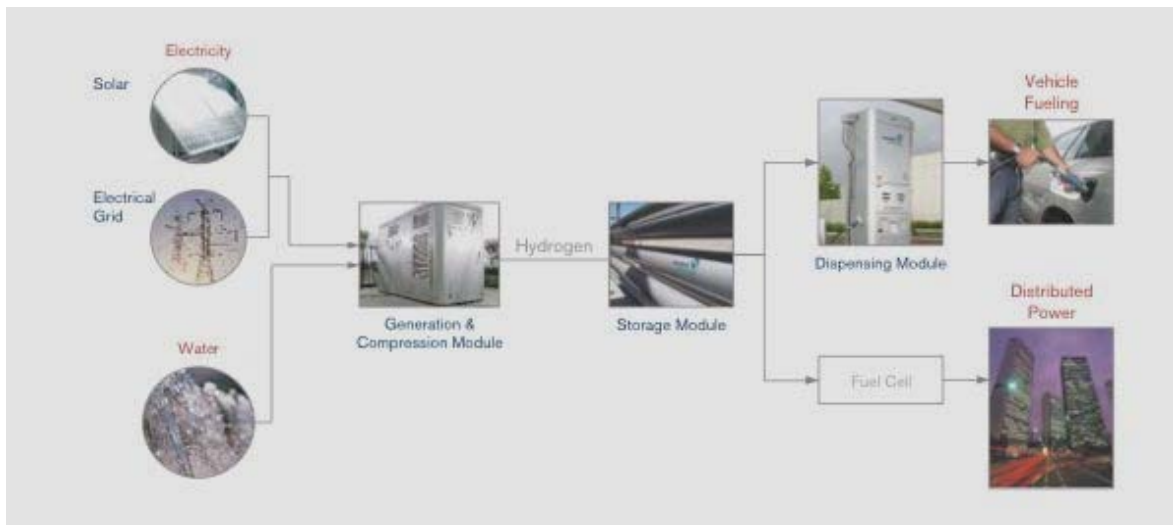 Electricity
Solar
Electrical
Grid
Water
Generation &
Compression Module
Hydrogen
Storage Module
Dispensing Module
Vehicle
Fueling
Fuel Cell
Distributed
Power